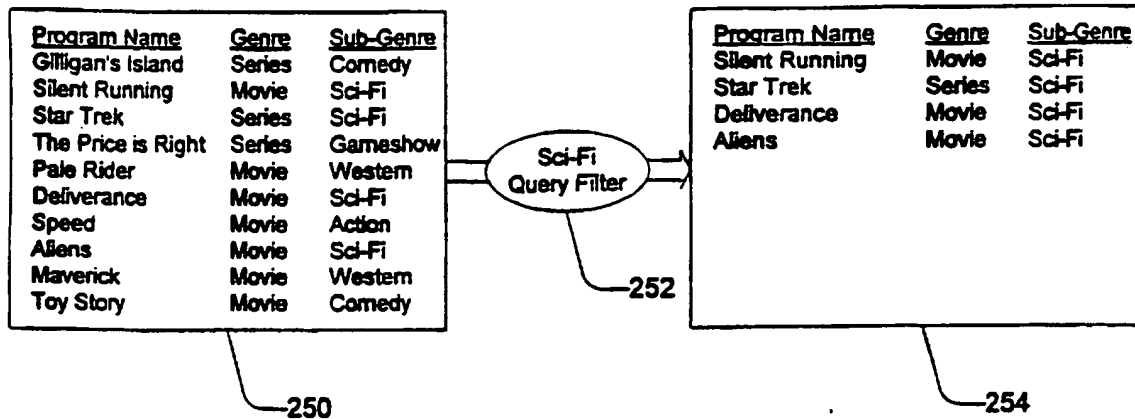 Program Name Genre Sub-Genre
Gilligan's Island Series Comedy
Silent Running Movie Sci-Fi
Star Trek Series Sci-Fi
The Price is Right Series Gameshow
Pale Rider Movie Western
Deliverance Movie Sci-Fi
Speed Movie Action
Aliens Movie Sci-Fi
Maverick Movie Western
Toy Story Movie Comedy
250
Sci-Fi
Query Filter
252
Program Name Genre Sub-Genre
Silent Running Movie Sci-Fi
Star Trek Series Sci-Fi
Deliverance Movie Sci-Fi
Aliens Movie Sci-Fi
254